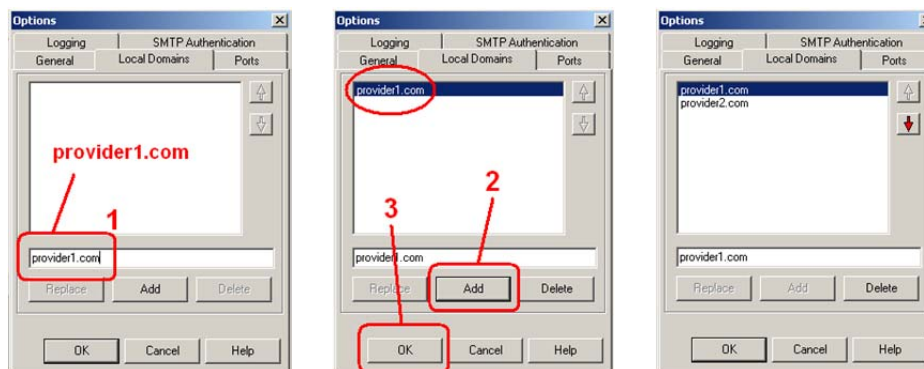 Options
Logging
SMTP Authentication
General
Local Domains
Ports
provider1.com
1
provider1.com
Replace
Add
Delete
OK
Cancel
Help
Options
Logging
SMTP Authentication
General
Local Domains
Ports
provider1.com
2
3
provider1.com
Replace
Add
Delete
OK
Cancel
Help
Options
Logging
SMTP Authentication
General
Local Domains
Ports
provider1.com
provider2.com
provider1.com
Replace
Add
Delete
OK
Cancel
Help